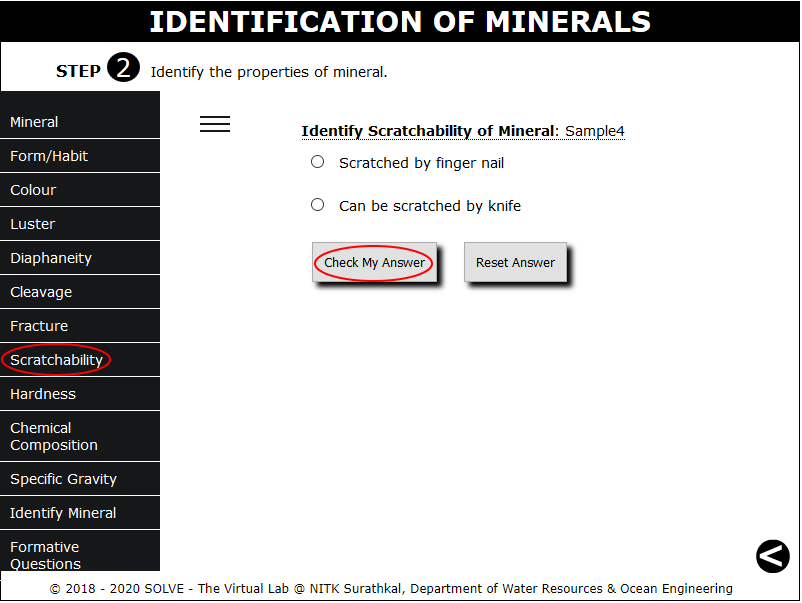 IDENTIFICATION OF MINERALS
STEP 2 Identify the properties of mineral.
Mineral
Form/Habit
Colour
Luster
Diaphaneity
Cleavage
Fracture
Scratchability
Hardness
Chemical
Composition
Specific Gravity
Identify Mineral
Formative
Questions
Identify Scratchability of Mineral: Sample4
Scratched by finger nail
Can be scratched by knife
Check My Answer
Reset Answer
© 2018 - 2020 SOLVE - The Virtual Lab @ NITK Surathkal, Department of Water Resources & Ocean Engineering